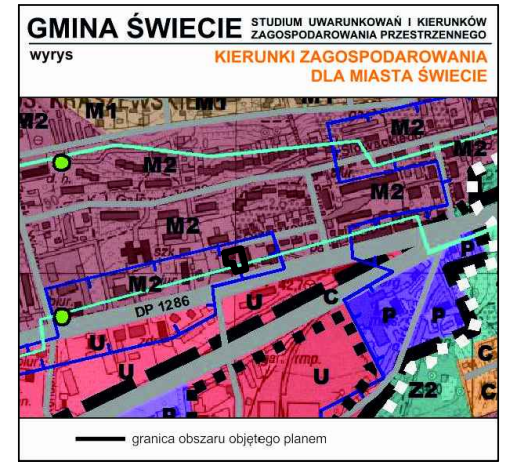 GMINA ŚWIECIE STUDIUM UWARUNKOWAŃ I KIERUNKÓW
ZAGOSPODAROWANIA PRZESTRZENNEGO
wyrys KIERUNKI ZAGOSPODAROWANIA
DLA MIASTA ŚWIECIE
M2 M1 M1
M2
M2 M2
M2
M2
M2
DP 1286 U C P
U P P
U U
Z2 C
P C
granica obszaru objętego planem